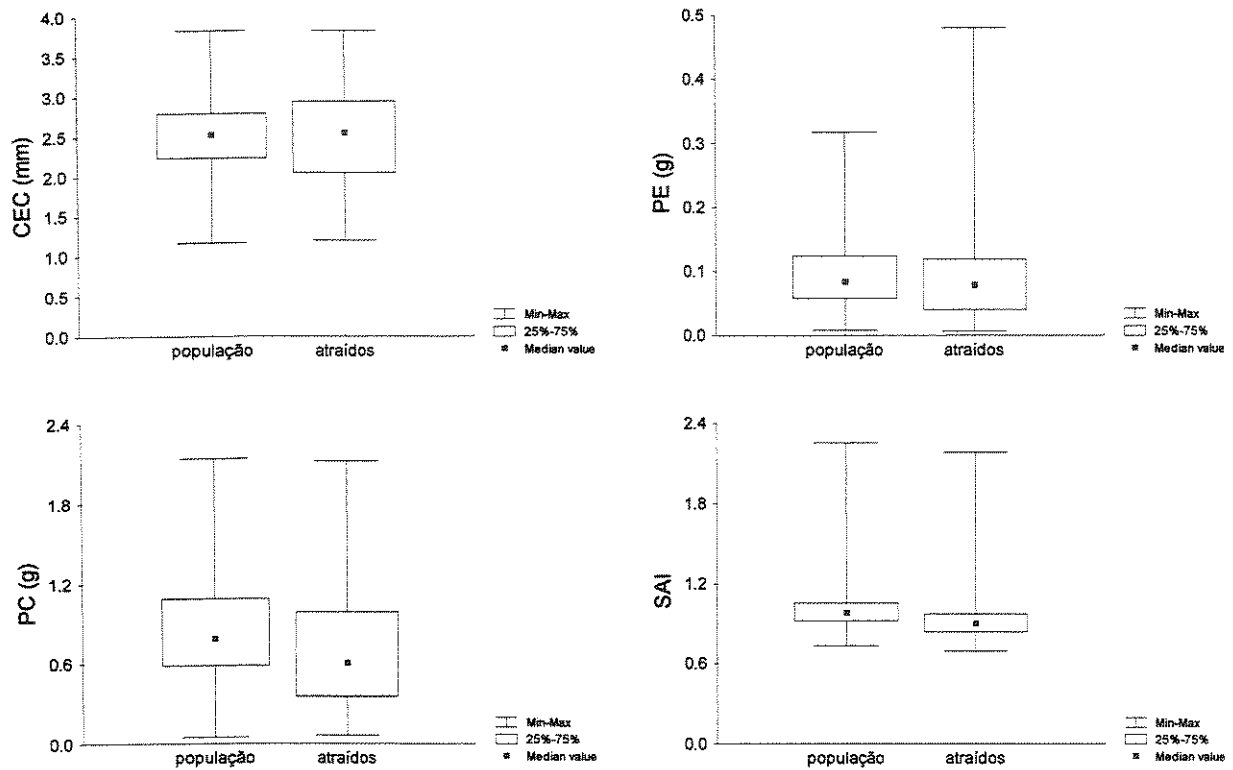 4.0
3.5
3.0
2.5
2.0
1.5
1.0
0.5
0.0
CEC (mm)
população atraídos
Min-Max
25%-75%
Median value
0.5
0.4
0.3
0.2
0.1
0.0
PE (g)
população atraídos
Min-Max
25%-75%
Median value
2.4
1.8
1.2
0.6
0.0
PC (g)
população atraídos
Min-Max
25%-75%
Median value
2.4
1.8
1.2
0.6
0.0
SAI
população atraídos
Min-Max
25%-75%
Median value